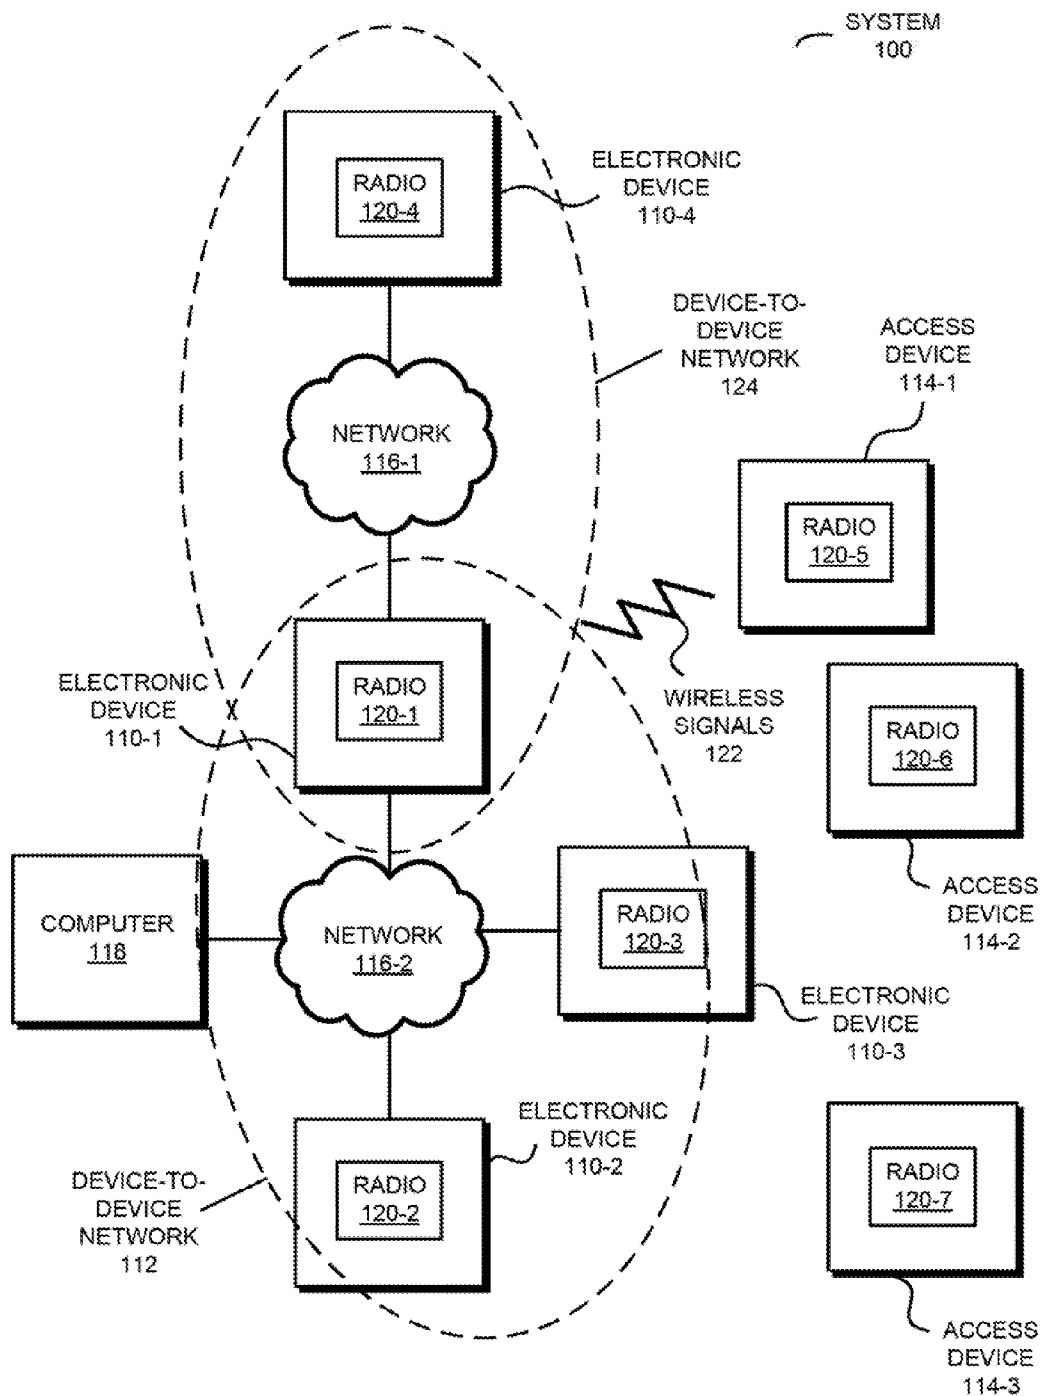 SYSTEM
100
RADIO
120-4
ELECTRONIC
DEVICE
110-4
DEVICE-TO-
DEVICE
NETWORK
124
ACCESS
DEVICE
114-1
NETWORK
116-1
RADIO
120-5
ELECTRONIC
DEVICE
110-1
RADIO
120-1
WIRELESS
SIGNALS
122
RADIO
120-6
ACCESS
DEVICE
114-2
COMPUTER
118
NETWORK
116-2
RADIO
120-3
ELECTRONIC
DEVICE
110-3
ELECTRONIC
DEVICE
110-2
DEVICE-TO-
DEVICE
NETWORK
112
RADIO
120-2
RADIO
120-7
ACCESS
DEVICE
114-3